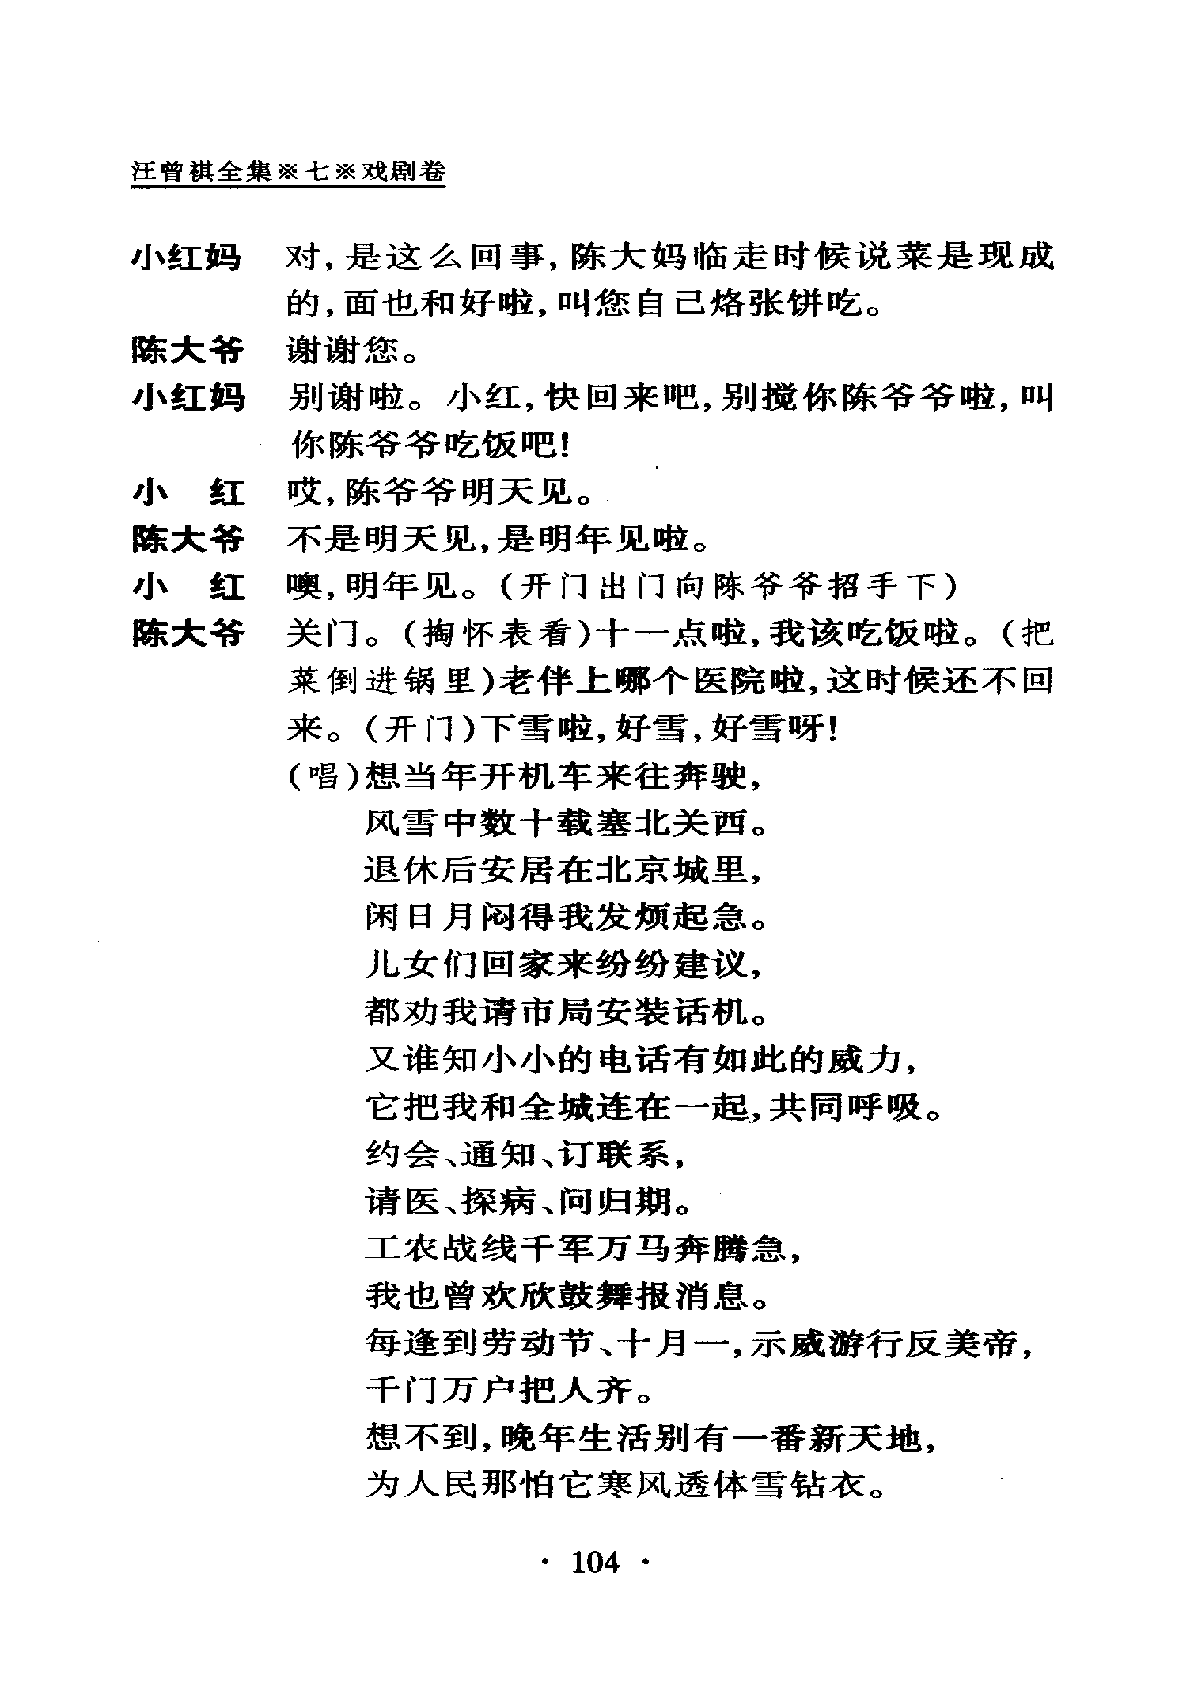 汪曾祺全集※七※戏剧卷
小红妈 对,是这么回事,陈大妈临走时候说菜是现成
的,面也和好啦,叫您自己烙张饼吃。
陈大爷 谢谢您。
小红妈 别谢啦。小红,快回来吧,别搅你陈爷爷啦,叫
你陈爷爷吃饭吧!
小 红 哎,陈爷爷明天见。
陈大爷 不是明天见,是明年见啦。
小 红 噢,明年见。(开门出门向陈爷爷招手下)
陈大爷 关门。(掏怀表看)十一点啦,我该吃饭啦。(把
菜倒进锅里)老伴上哪个医院啦,这时候还不回
来。(开门)下雪啦,好雪,好雪呀!
(唱)想当年开机车来往奔驶,
风雪中数十载塞北关西。
退休后安居在北京城里,
闲日月闷得我发烦起急。
儿女们回家来纷纷建议,
都劝我请市局安装话机。
又谁知小小的电话有如此的威力,
它把我和全城连在一起,共同呼吸。
约会、通知、订联系,
请医、探病、问归期。
工农战线千军万马奔腾急,
我也曾欢欣鼓舞报消息。
每逢到劳动节、十月一,示威游行反美帝,
千门万户把人齐。
想不到,晚年生活别有一番新天地,
为人民那怕它寒风透体雪钻衣。
· 104 ·